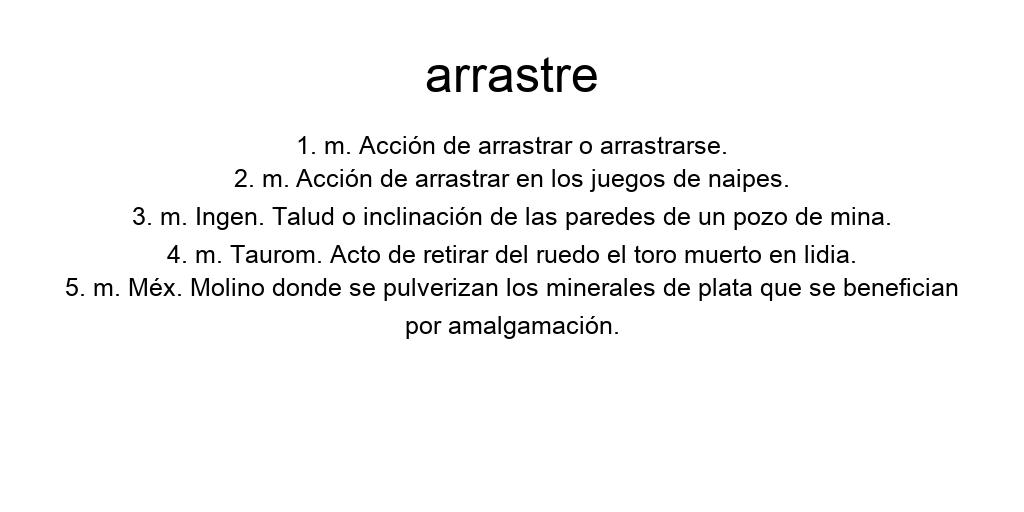 arrastre
1. m. Acción de arrastrar o arrastrarse.
2. m. Acción de arrastrar en los juegos de naipes.
3. m. Ingen. Talud o inclinación de las paredes de un pozo de mina.
4. m. Taurom. Acto de retirar del ruedo el toro muerto en lidia.
5. m. Méx. Molino donde se pulverizan los minerales de plata que se benefician
por amalgamación.